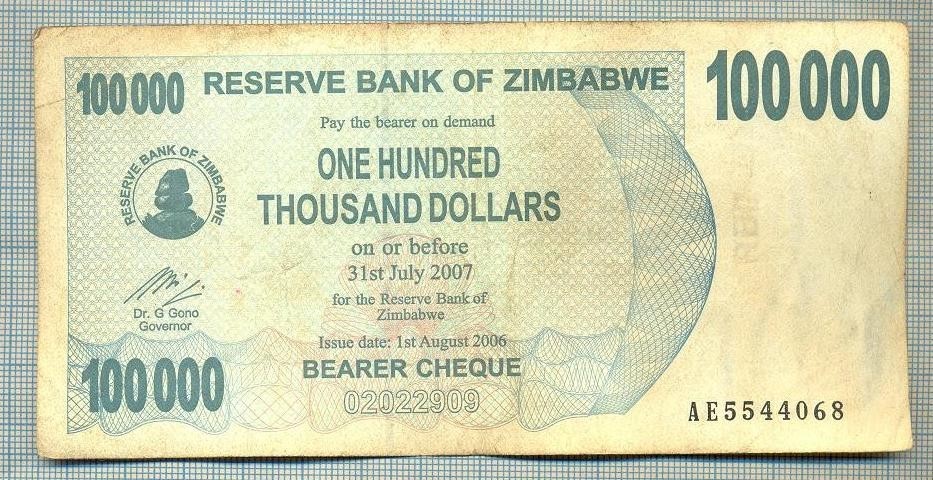 100 000 RESERVE BANK OF ZIMBABWE 100 000
Pay the bearer on demand
ONE HUNDRED
THOUSAND DOLLARS
RESERVE BANK OF ZIMBABWE
on or before
31st July 2007
for the Reserve Bank of
Zimbabwe
Dr. G Gono
Governor
Issue date: 1st August 2006
BEARER CHEQUE
100 000
02022909
AE5544068